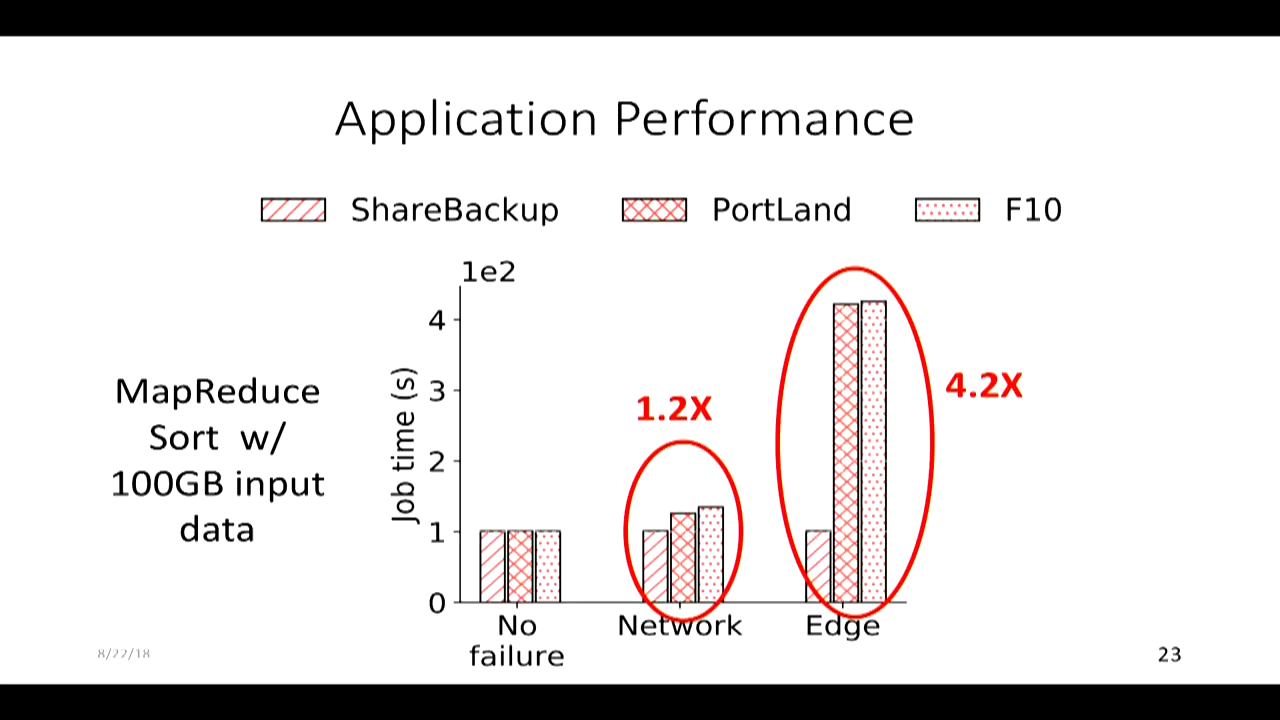 Application Performance
ShareBackup PortLand F10
1e2
4
3
2
1
0
Job time (s)
1.2X
4.2X
MapReduce
Sort w/
100GB input
data
No
failure
Network
Edge
8/22/18
23